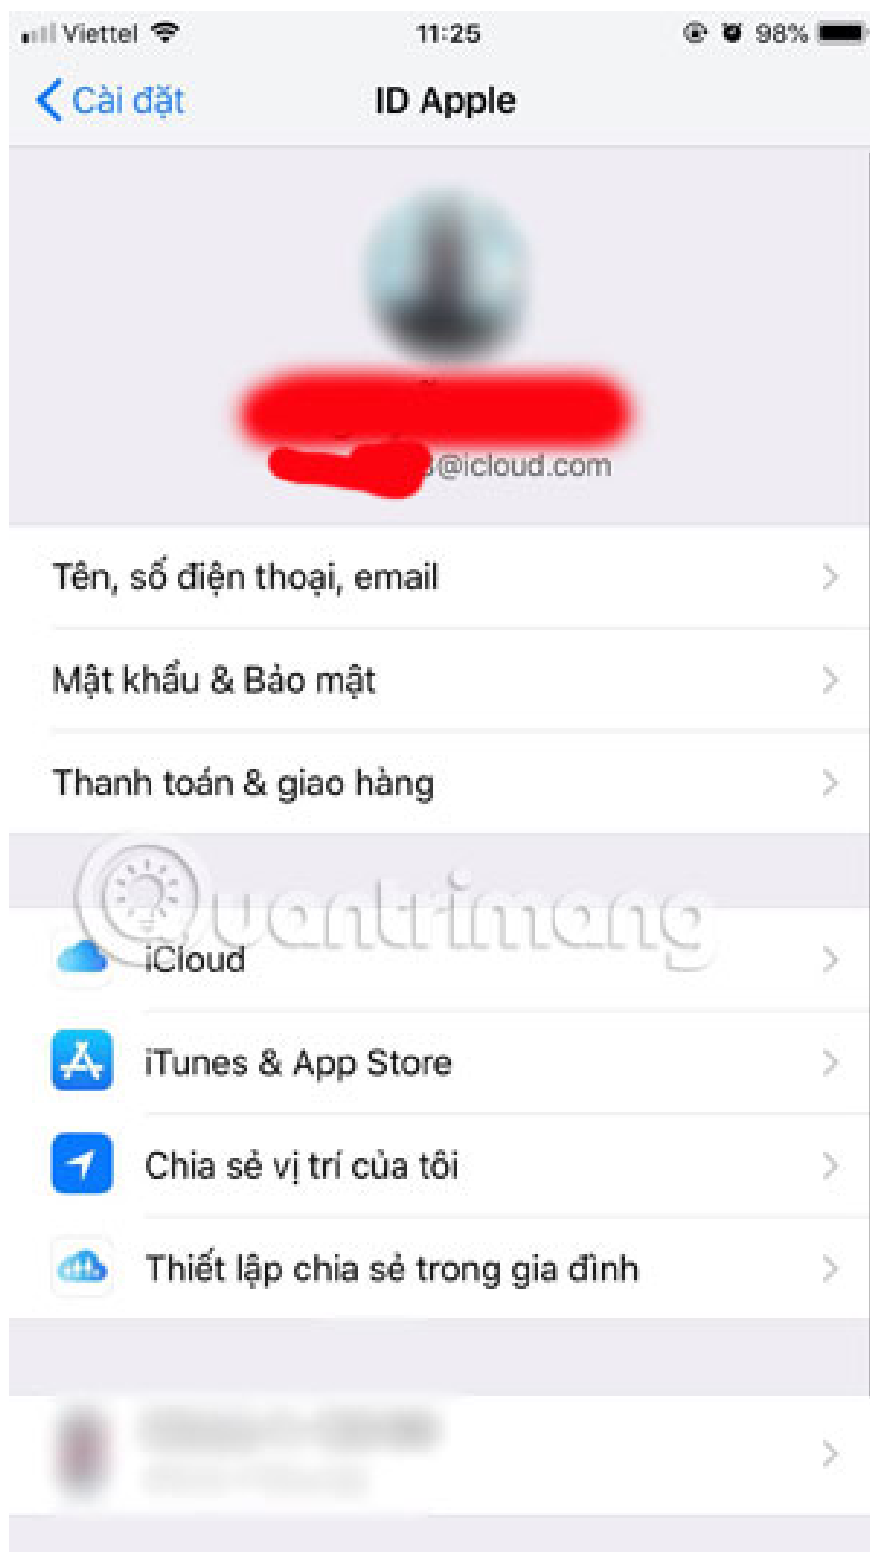 Viettel 11:25 98%
Cài đặt ID Apple
@icloud.com
Tên, số điện thoại, email
Mật khẩu & Bảo mật
Thanh toán & giao hàng
Quantrimang
iCloud
iTunes & App Store
Chia sẻ vị trí của tôi
Thiết lập chia sẻ trong gia đình